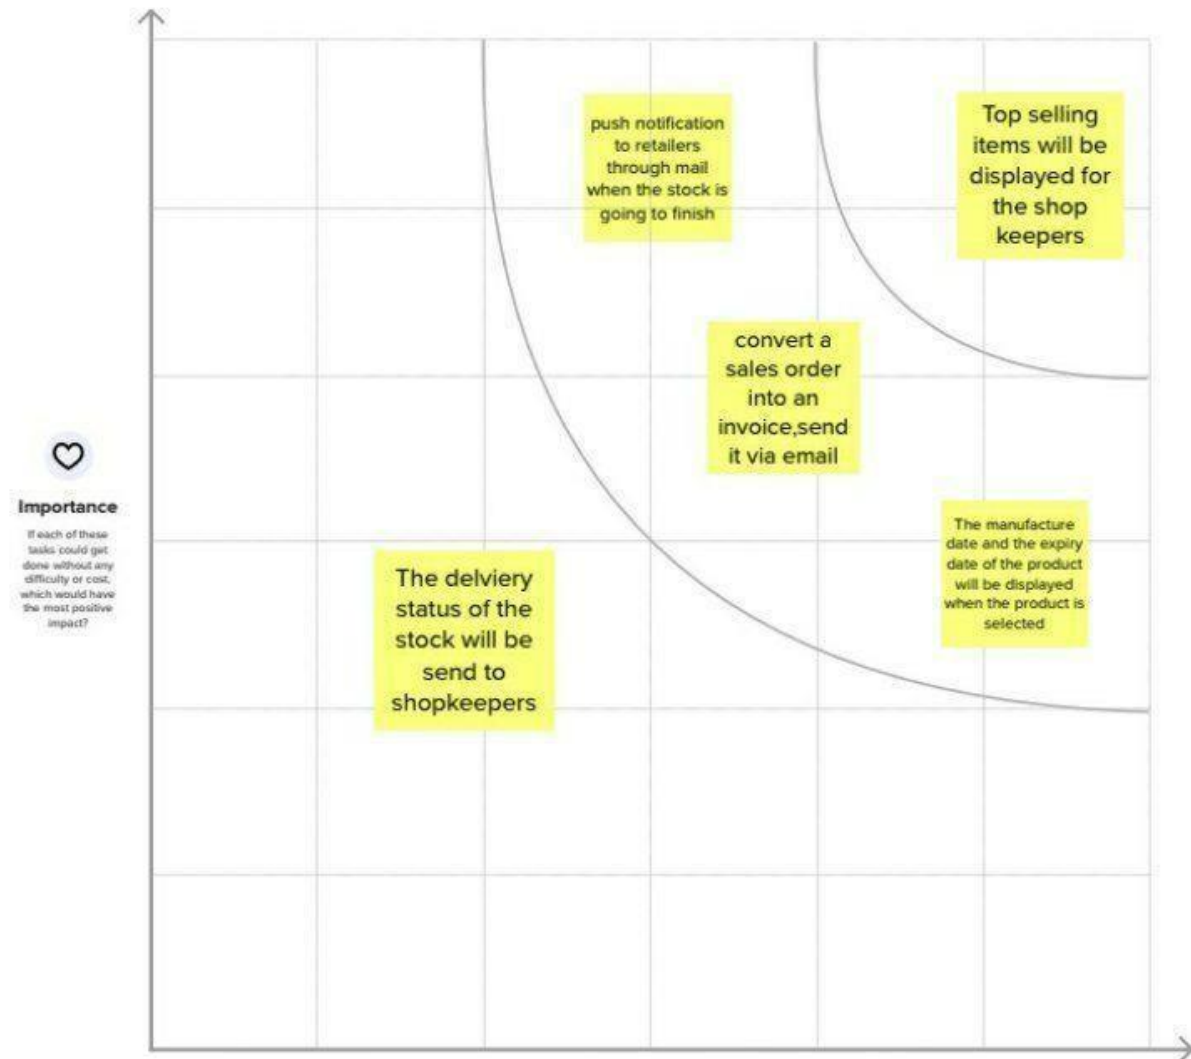 push notification
to retailers
through mail
when the stock is
going to finish
Top selling
items will be
displayed for
the shop
keepers
convert a
sales order
into an
invoice,send
it via email
Importance
If each of these
tasks could get
done without any
difficulty or cost,
which would have
the most positive
impact?
The manufacture
date and the expiry
date of the product
will be displayed
when the product is
selected
The delviery
status of the
stock will be
send to
shopkeepers